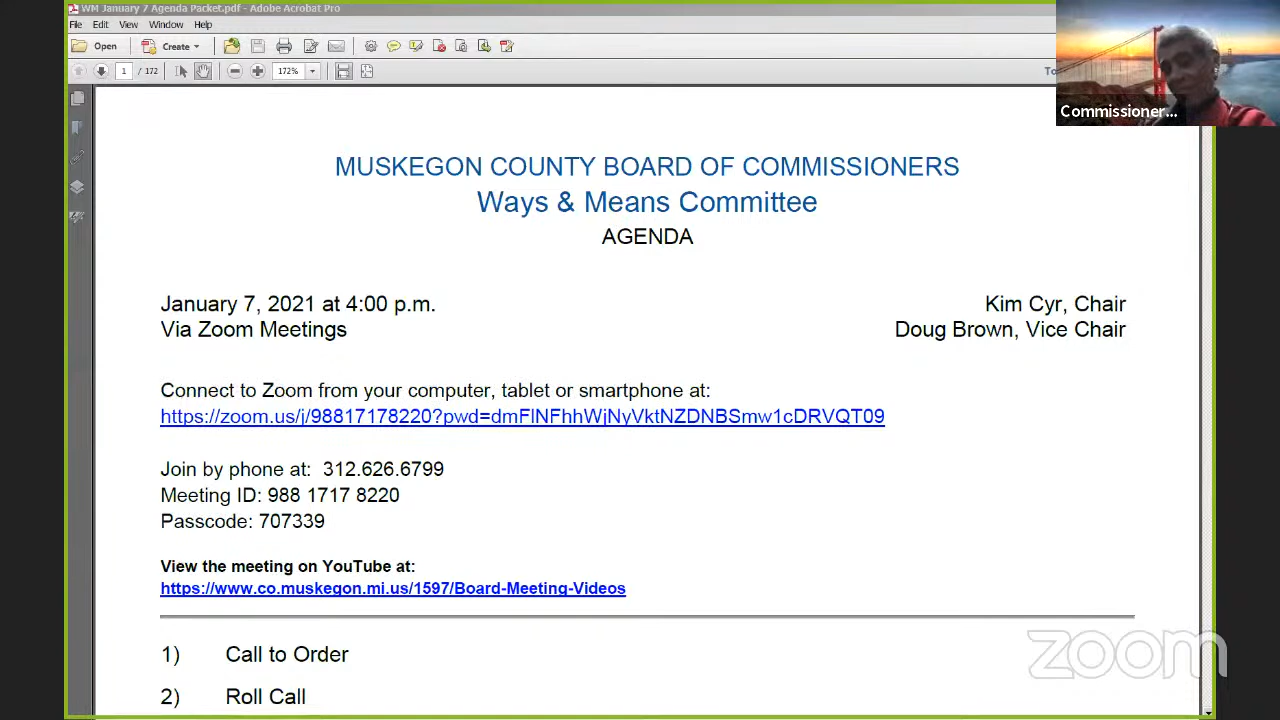 WM January 7 Agenda Packet.pdf - Adobe Acrobat Pro
File Edit View Window Help
Open Create
1 / 172 172%
Commissioner...
MUSKEGON COUNTY BOARD OF COMMISSIONERS
Ways & Means Committee
AGENDA
January 7, 2021 at 4:00 p.m. Kim Cyr, Chair
Via Zoom Meetings Doug Brown, Vice Chair
Connect to Zoom from your computer, tablet or smartphone at:
https://zoom.us/j/98817178220?pwd=dmFlNFhhWjNyVktNZDNBSmw1cDRVQT09
Join by phone at: 312.626.6799
Meeting ID: 988 1717 8220
Passcode: 707339
View the meeting on YouTube at:
https://www.co.muskegon.mi.us/1597/Board-Meeting-Videos
1) Call to Order
2) Roll Call
zoom